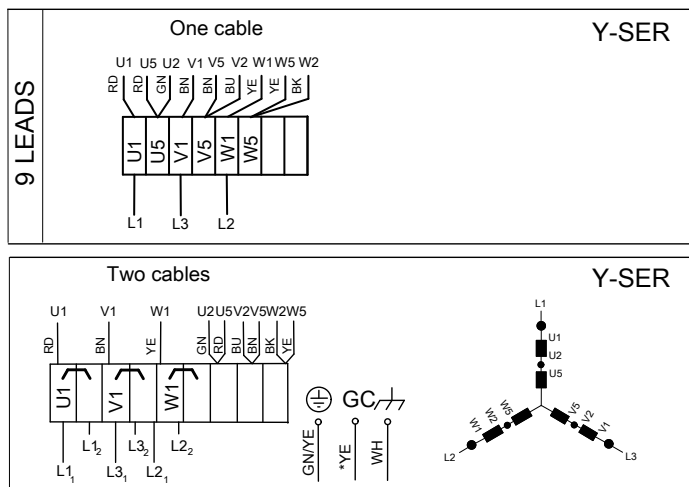 One cable
Y-SER
9 LEADS
U1 U5 U2 V1 V5 V2 W1 W5 W2
RD RD GN BN BN BU YE YE BK
U1 U5 V1 V5 W1 W5
L1 L3 L2
Two cables
Y-SER
U1 V1 W1 U2 U5 V2 V5 W2 W5
RD BN YE GN RD BU BN BK YE
U1 V1 W1
L1₂ L3₂ L2₂
L1₁ L3₁ L2₁
GC
GN/YE *YE WH
L1
U1
U2
U5
W1 W2 W5 V5 V2 V1
L2 L3